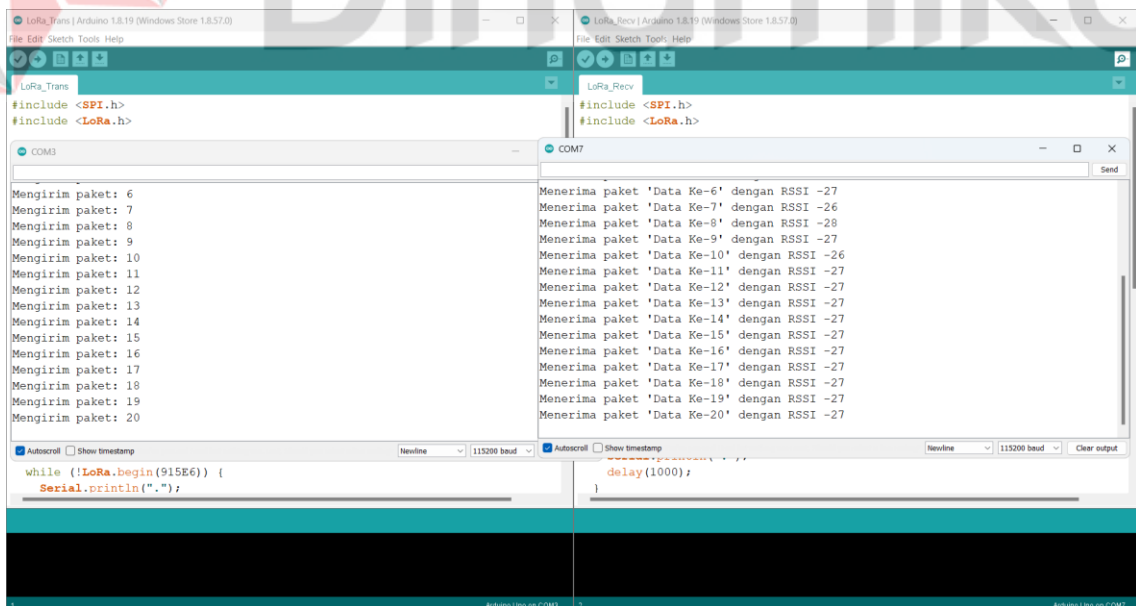 LoRa_Trans | Arduino 1.8.19 (Windows Store 1.8.57.0)
File Edit Sketch Tools Help
LoRa_Trans
#include <SPI.h>
#include <LoRa.h>
COM3
Mengirim paket: 6
Mengirim paket: 7
Mengirim paket: 8
Mengirim paket: 9
Mengirim paket: 10
Mengirim paket: 11
Mengirim paket: 12
Mengirim paket: 13
Mengirim paket: 14
Mengirim paket: 15
Mengirim paket: 16
Mengirim paket: 17
Mengirim paket: 18
Mengirim paket: 19
Mengirim paket: 20
Autoscroll Show timestamp Newline 115200 baud
while (!LoRa.begin(915E6)) {
Serial.println(".");
1 Arduino Uno on COM3
LoRa_Recv | Arduino 1.8.19 (Windows Store 1.8.57.0)
File Edit Sketch Tools Help
LoRa_Recv
#include <SPI.h>
#include <LoRa.h>
COM7
Send
Menerima paket 'Data Ke-6' dengan RSSI -27
Menerima paket 'Data Ke-7' dengan RSSI -26
Menerima paket 'Data Ke-8' dengan RSSI -28
Menerima paket 'Data Ke-9' dengan RSSI -27
Menerima paket 'Data Ke-10' dengan RSSI -26
Menerima paket 'Data Ke-11' dengan RSSI -27
Menerima paket 'Data Ke-12' dengan RSSI -27
Menerima paket 'Data Ke-13' dengan RSSI -27
Menerima paket 'Data Ke-14' dengan RSSI -27
Menerima paket 'Data Ke-15' dengan RSSI -27
Menerima paket 'Data Ke-16' dengan RSSI -27
Menerima paket 'Data Ke-17' dengan RSSI -27
Menerima paket 'Data Ke-18' dengan RSSI -27
Menerima paket 'Data Ke-19' dengan RSSI -27
Menerima paket 'Data Ke-20' dengan RSSI -27
Autoscroll Show timestamp Newline 115200 baud Clear output
Serial.println(".");
delay(1000);
}
2 Arduino Uno on COM7